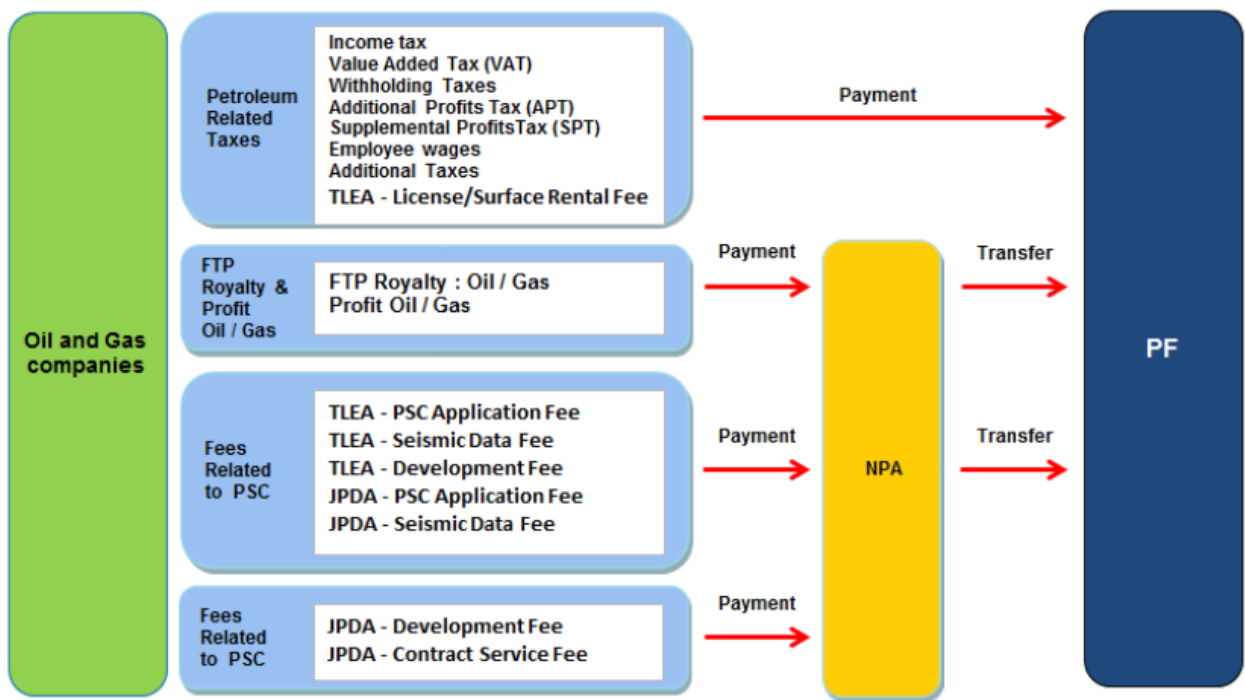 Oil and Gas
companies
Petroleum
Related
Taxes
Income tax
Value Added Tax (VAT)
Withholding Taxes
Additional Profits Tax (APT)
Supplemental ProfitsTax (SPT)
Employee wages
Additional Taxes
TLEA - License/Surface Rental Fee
Payment
FTP
Royalty &
Profit
Oil / Gas
FTP Royalty : Oil / Gas
Profit Oil / Gas
Payment
Transfer
Fees
Related
to PSC
TLEA - PSC Application Fee
TLEA - Seismic Data Fee
TLEA - Development Fee
JPDA - PSC Application Fee
JPDA - Seismic Data Fee
Payment
Transfer
Fees
Related
to PSC
JPDA - Development Fee
JPDA - Contract Service Fee
Payment
NPA
PF